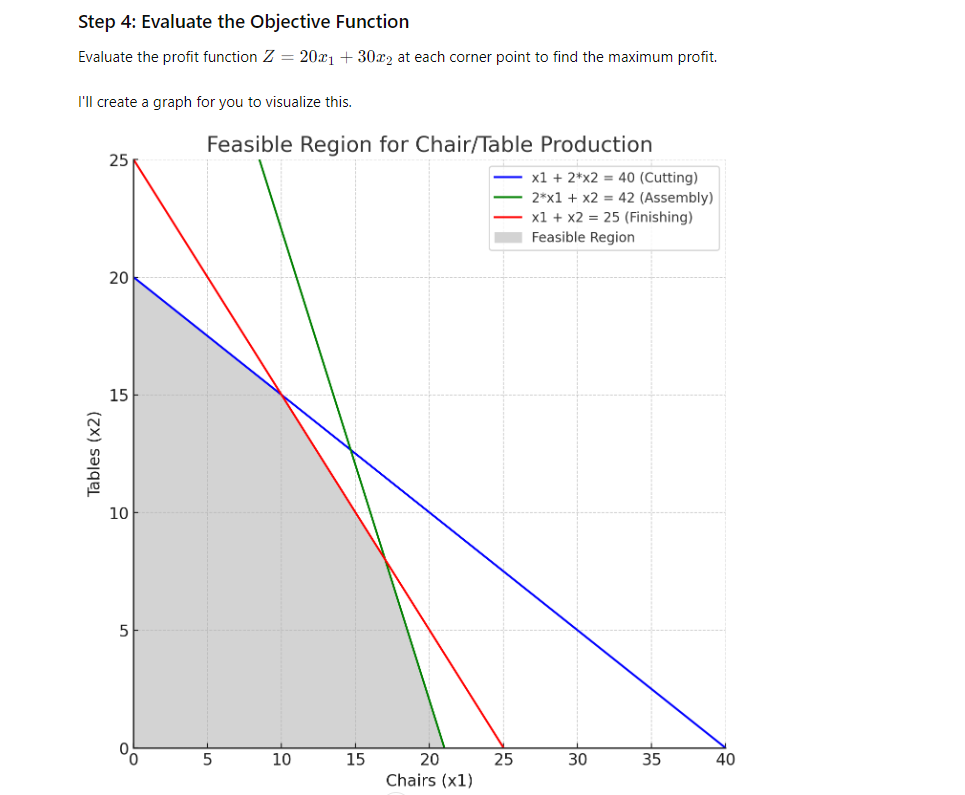 Step 4: Evaluate the Objective Function
Evaluate the profit function Z = 20x₁ + 30x₂ at each corner point to find the maximum profit.
I'll create a graph for you to visualize this.
Feasible Region for Chair/Table Production
x1 + 2*x2 = 40 (Cutting)
2*x1 + x2 = 42 (Assembly)
x1 + x2 = 25 (Finishing)
Feasible Region
25
20
15
10
5
0
Tables (x2)
0 5 10 15 20 25 30 35 40
Chairs (x1)